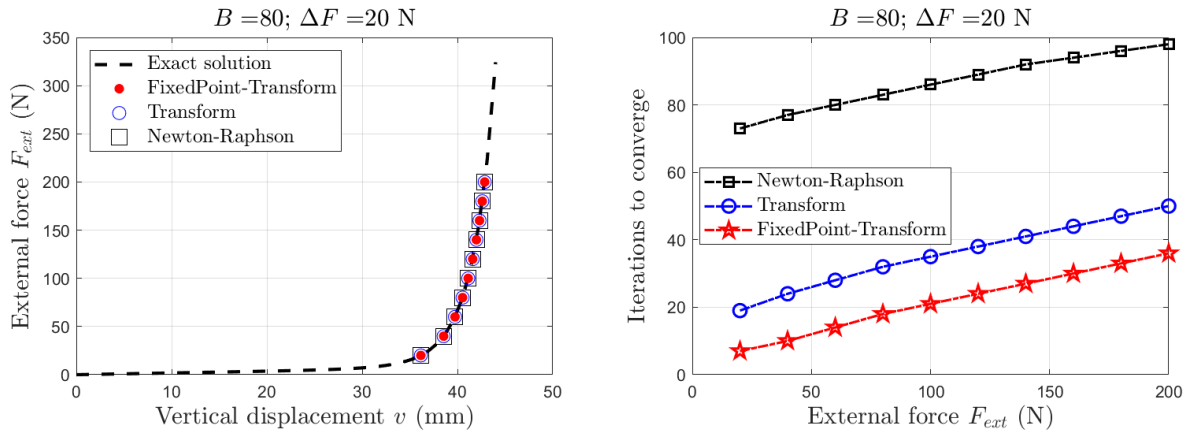 B =80; ΔF =20 N
350
300
250
200
150
100
50
0
External force F_ext (N)
Exact solution
FixedPoint-Transform
Transform
Newton-Raphson
0 10 20 30 40 50
Vertical displacement v (mm)
B =80; ΔF =20 N
100
80
60
40
20
0
Iterations to converge
Newton-Raphson
Transform
FixedPoint-Transform
0 50 100 150 200
External force F_ext (N)